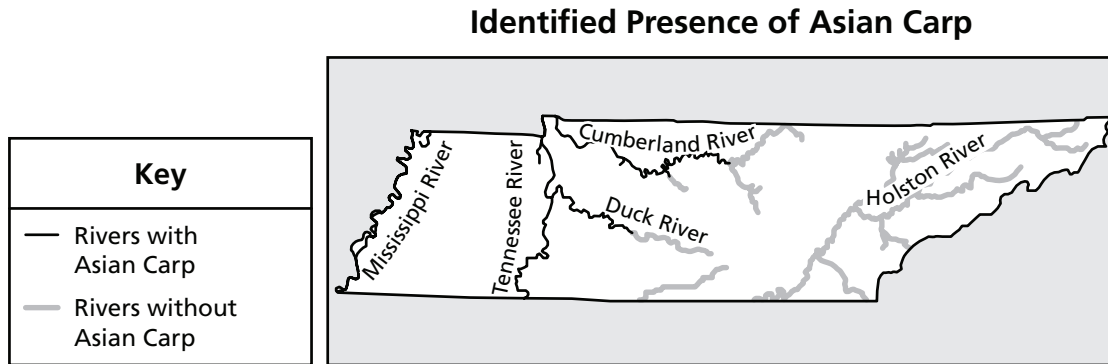 Identified Presence of Asian Carp
Key
Rivers with
Asian Carp
Rivers without
Asian Carp
Mississippi River
Tennessee River
Cumberland River
Duck River
Holston River